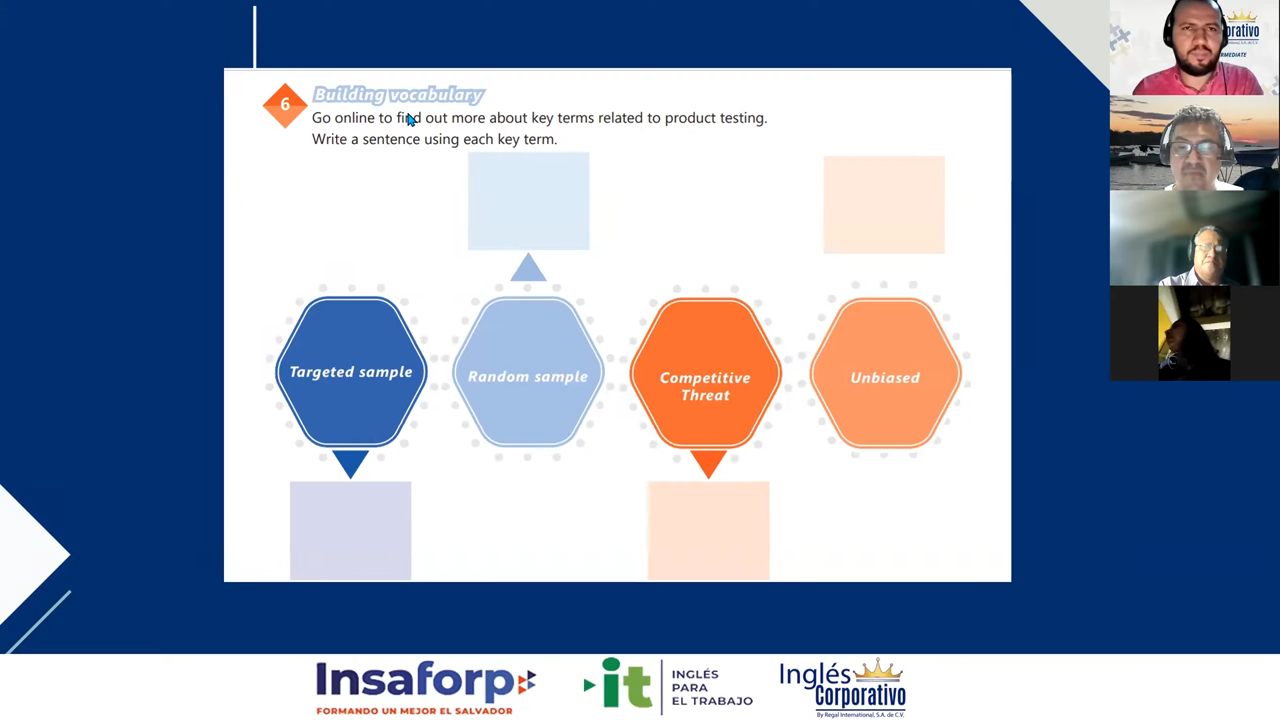 6
Building vocabulary
Go online to find out more about key terms related to product testing.
Write a sentence using each key term.
Targeted sample
Random sample
Competitive
Threat
Unbiased
Insaforp
FORMANDO UN MEJOR EL SALVADOR
it
INGLÉS
PARA
EL TRABAJO
Inglés
Corporativo
By Regal International, S.A. de C.V.